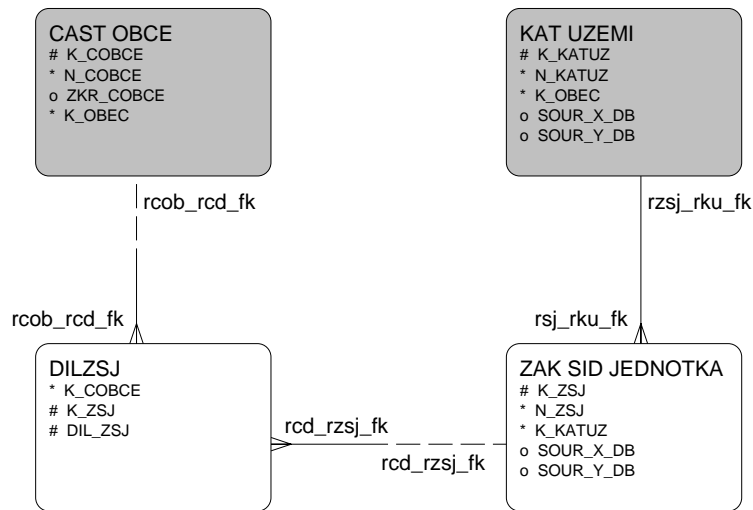 CAST OBCE
# K_COBCE
* N_COBCE
o ZKR_COBCE
* K_OBEC
KAT UZEMI
# K_KATUZ
* N_KATUZ
* K_OBEC
o SOUR_X_DB
o SOUR_Y_DB
rcob_rcd_fk
rzsj_rku_fk
rcob_rcd_fk
rsj_rku_fk
DILZSJ
* K_COBCE
# K_ZSJ
# DIL_ZSJ
rcd_rzsj_fk
rcd_rzsj_fk
ZAK SID JEDNOTKA
# K_ZSJ
* N_ZSJ
* K_KATUZ
o SOUR_X_DB
o SOUR_Y_DB